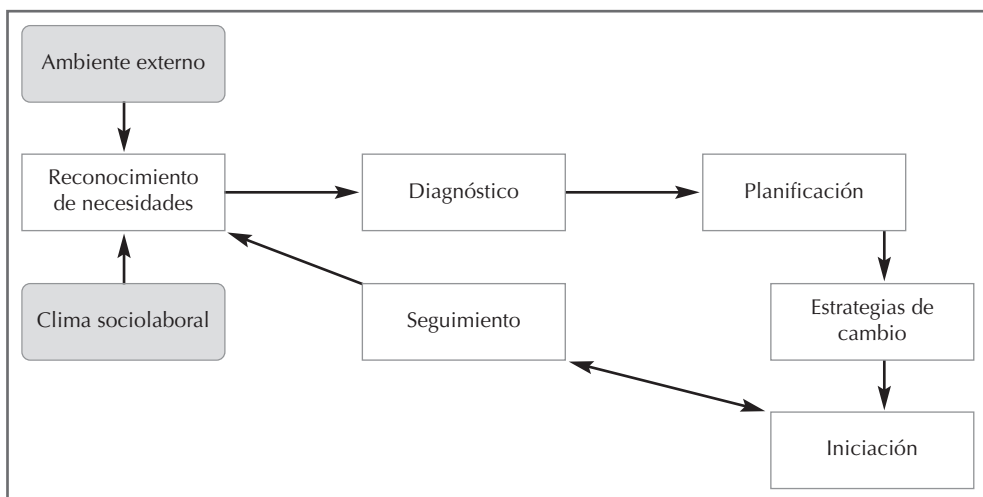 Ambiente externo
Reconocimiento
de necesidades
Diagnóstico
Planificación
Clima sociolaboral
Seguimiento
Estrategias de
cambio
Iniciación